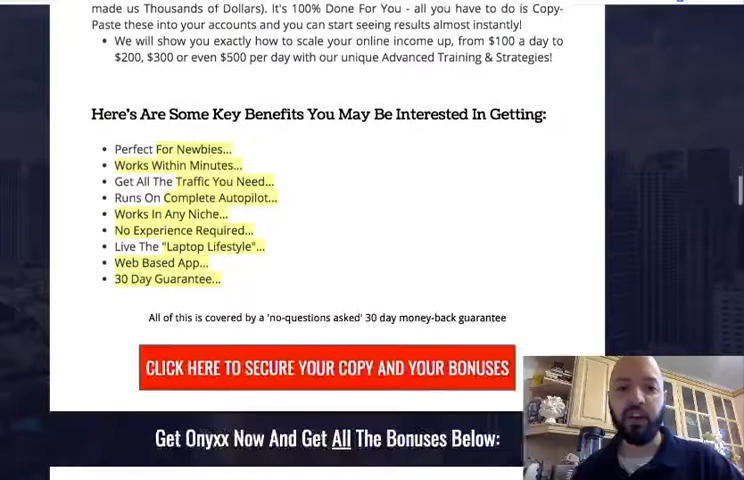 made us Thousands of Dollars). It's 100% Done For You - all you have to do is Copy-
Paste these into your accounts and you can start seeing results almost instantly!
• We will show you exactly how to scale your online income up, from $100 a day to
$200, $300 or even $500 per day with our unique Advanced Training & Strategies!
Here's Are Some Key Benefits You May Be Interested In Getting:
• Perfect For Newbies...
• Works Within Minutes...
• Get All The Traffic You Need...
• Runs On Complete Autopilot...
• Works In Any Niche...
• No Experience Required...
• Live The "Laptop Lifestyle"...
• Web Based App...
• 30 Day Guarantee...
All of this is covered by a 'no-questions asked' 30 day money-back guarantee
CLICK HERE TO SECURE YOUR COPY AND YOUR BONUSES
Get Onyxx Now And Get All The Bonuses Below: